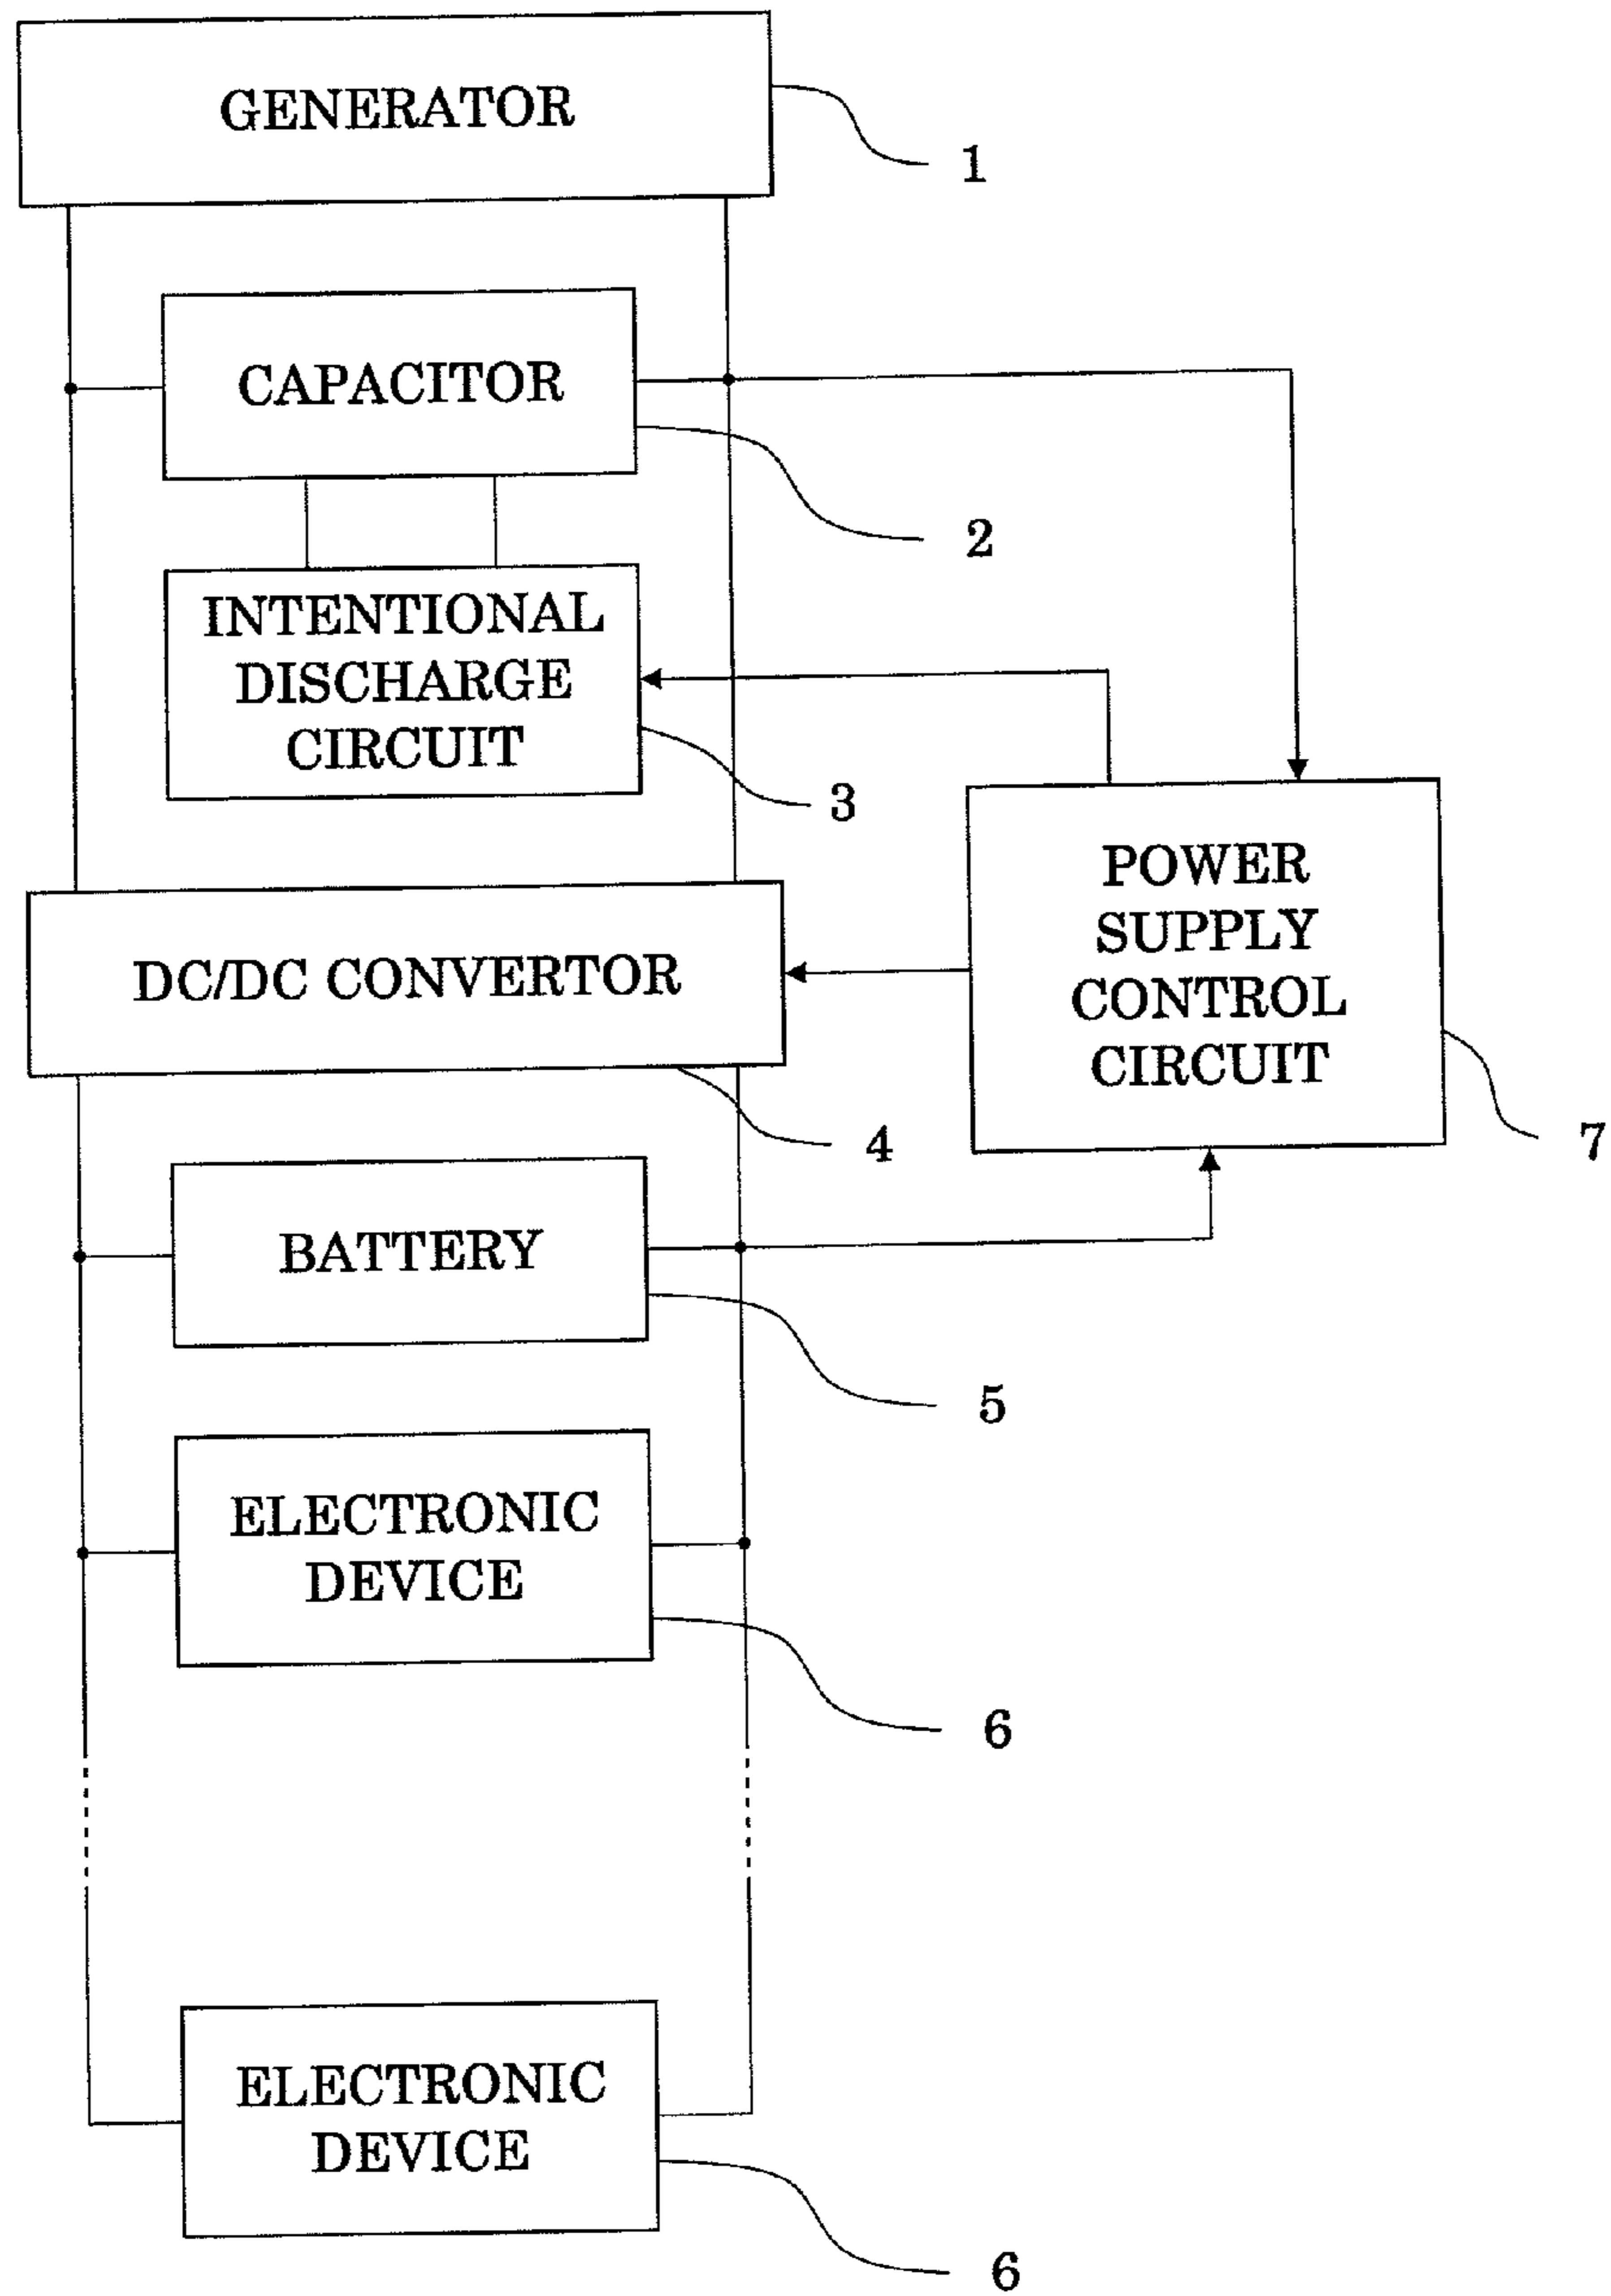 GENERATOR
1
CAPACITOR
2
INTENTIONAL
DISCHARGE
CIRCUIT
3
POWER
SUPPLY
CONTROL
CIRCUIT
7
DC/DC CONVERTOR
4
BATTERY
5
ELECTRONIC
DEVICE
6
ELECTRONIC
DEVICE
6